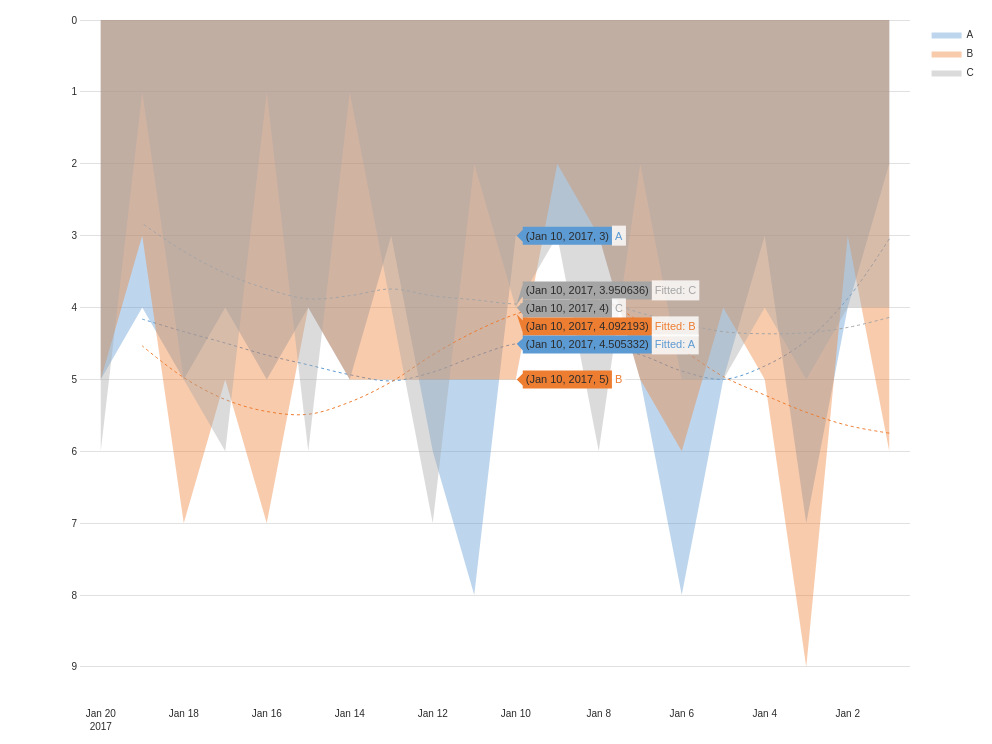 0
1
2
3
4
5
6
7
8
9
A
B
C
(Jan 10, 2017, 3) A
(Jan 10, 2017, 3.950636) Fitted: C
(Jan 10, 2017, 4) C
(Jan 10, 2017, 4.092193) Fitted: B
(Jan 10, 2017, 4.505332) Fitted: A
(Jan 10, 2017, 5) B
Jan 20 Jan 18 Jan 16 Jan 14 Jan 12 Jan 10 Jan 8 Jan 6 Jan 4 Jan 2
2017